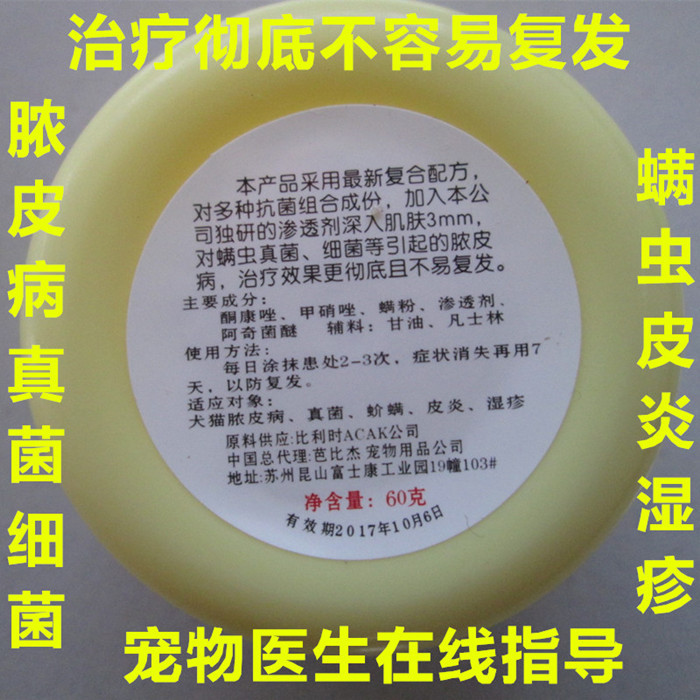 治疗彻底不容易复发
脓皮病真菌细菌
螨虫皮炎湿疹
本产品采用最新复合配方,
对多种抗菌组合成份，加入本公
司独研的渗透剂深入肌肤3mm,
对螨虫真菌、细菌等引起的脓皮
病，治疗效果更彻底且不易复发。
主要成分：
酮康唑、甲硝唑、螨粉、渗透剂、
阿奇菌醚 辅料：甘油、凡士林
使用方法：
每日涂抹患处2-3次，症状消失再用7
天，以防复发。
适应对象：
犬猫脓皮病、真菌、蚧螨、皮炎、湿疹
原料供应:比利时ACAK公司
中国总代理:芭比杰 宠物用品公司
地址:苏州昆山富士康工业园19幢103#
净含量：60克
有效期2017年10月6日
宠物医生在线指导